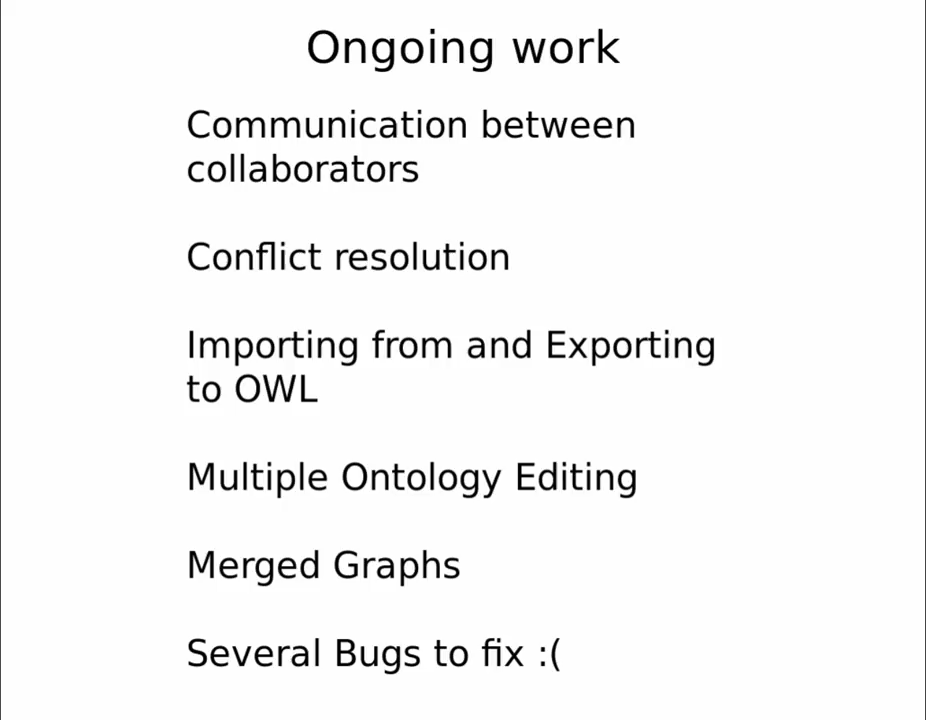 Ongoing work
Communication between
collaborators
Conflict resolution
Importing from and Exporting
to OWL
Multiple Ontology Editing
Merged Graphs
Several Bugs to fix :(